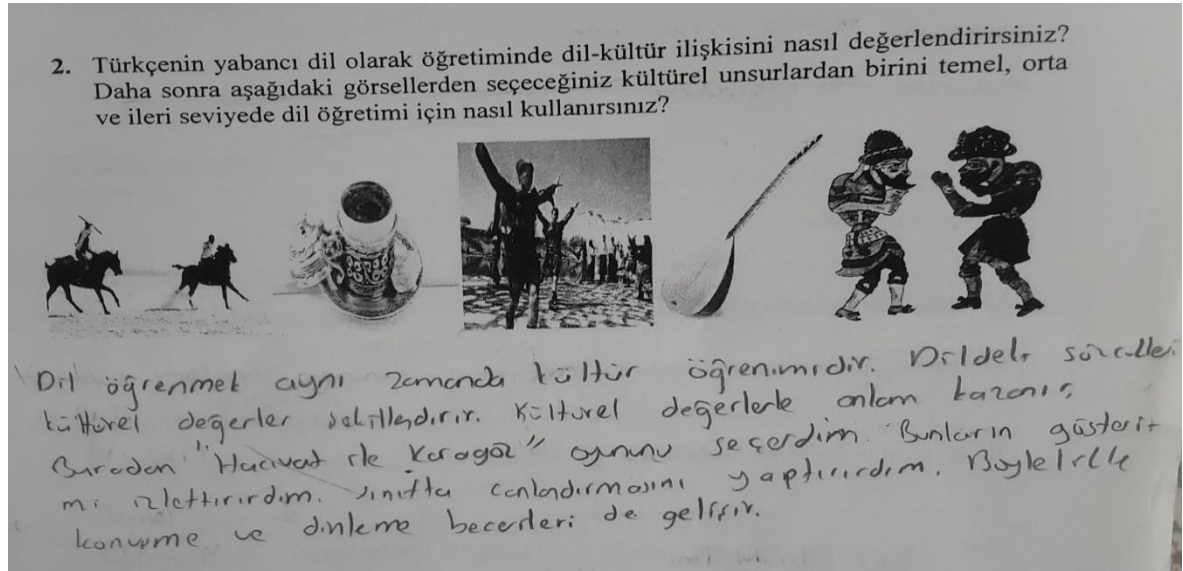 2. Türkçenin yabancı dil olarak öğretiminde dil-kültür ilişkisini nasıl değerlendirirsiniz?
Daha sonra aşağıdaki görsellerden seçeceğiniz kültürel unsurlardan birini temel, orta
ve ileri seviyede dil öğretimi için nasıl kullanırsınız?
Dil öğrenmek aynı zamanda kültür öğrenimidir. Dildeki sözcükleri
kültürel değerler şekillendirir. Kültürel değerlerle anlam kazanır,
Buradan "Hacivat ile Karagöz" oyununu seçerdim. Bunların gösteri-
mi izlettirirdim. Sınıfta canlandırmasını yaptırırdım. Böylelikle
konuşma ve dinleme becerleri de gelişir.